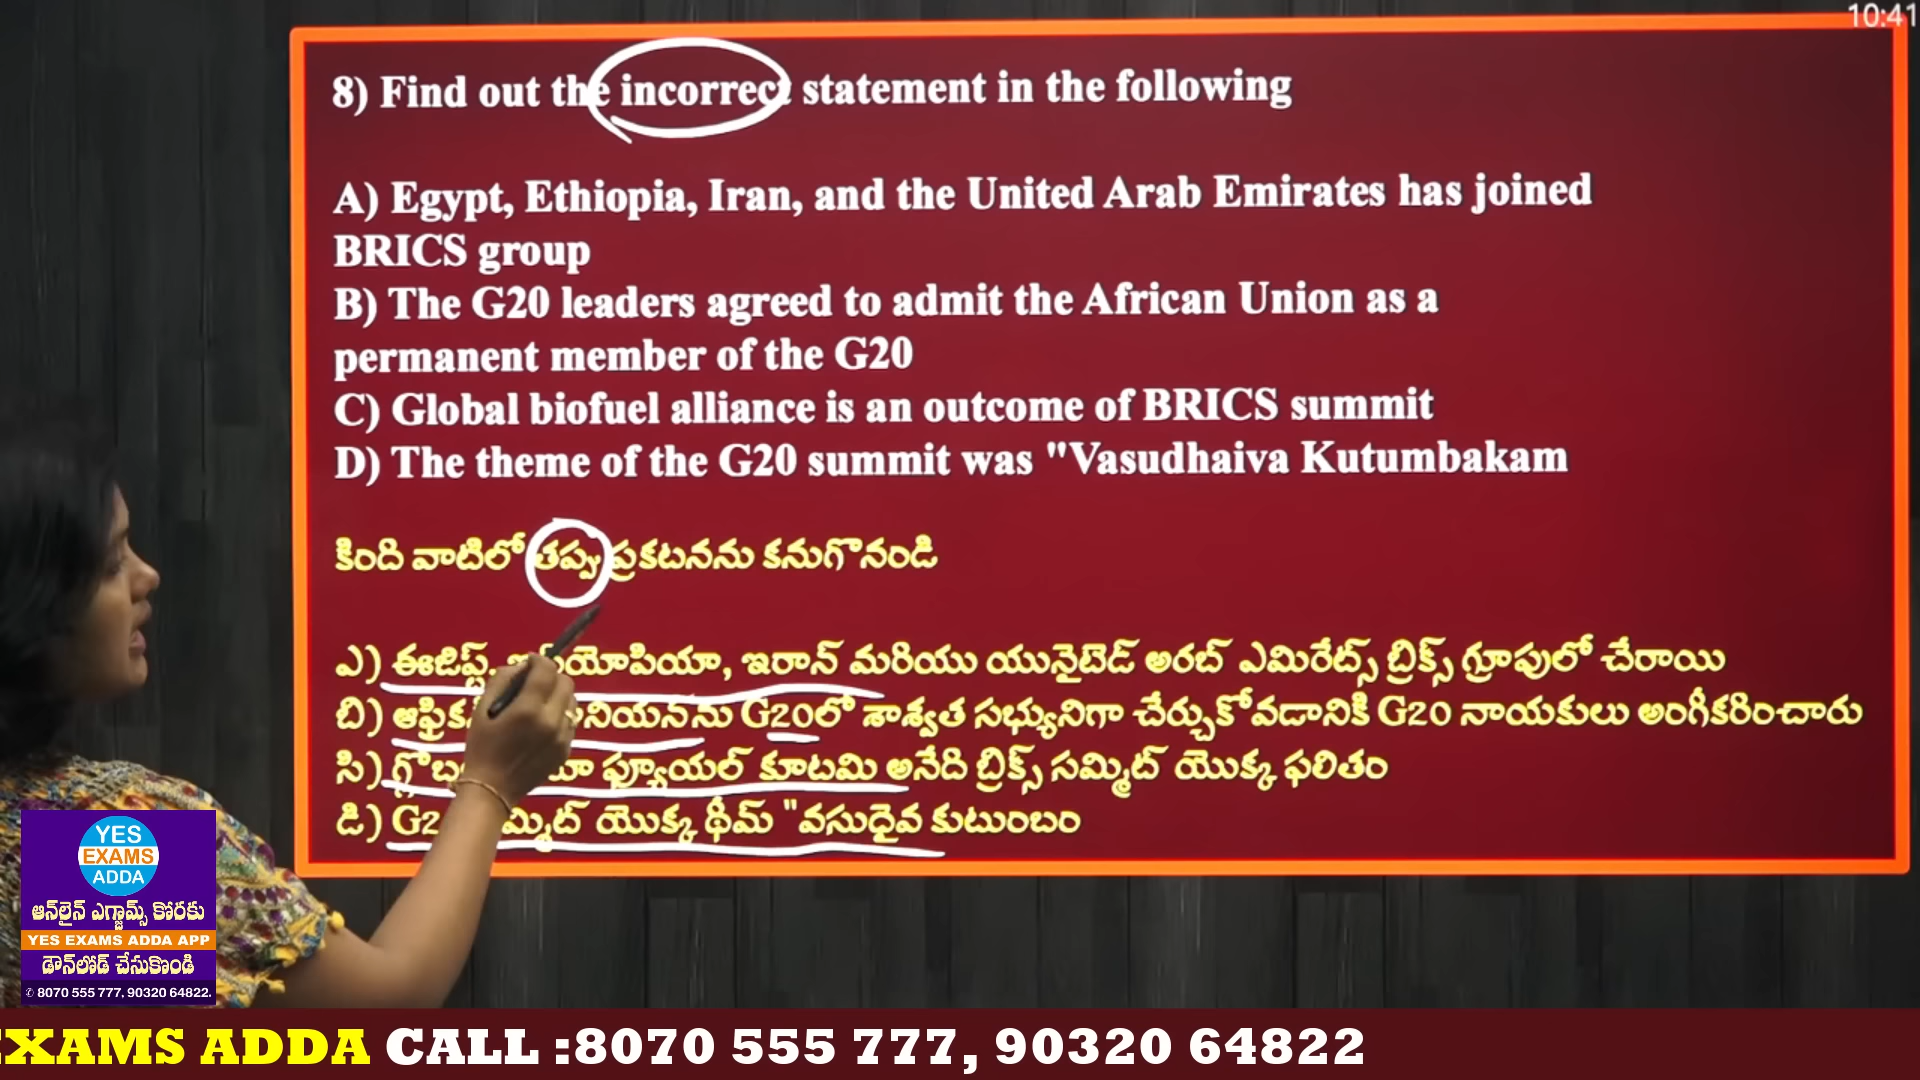 10:41
8) Find out the incorrect statement in the following
A) Egypt, Ethiopia, Iran, and the United Arab Emirates has joined
BRICS group
B) The G20 leaders agreed to admit the African Union as a
permanent member of the G20
C) Global biofuel alliance is an outcome of BRICS summit
D) The theme of the G20 summit was "Vasudhaiva Kutumbakam
కింది వాటిలో తప్పు ప్రకటనను కనుగొనండి
ఎ) ఈజిప్ట్, ఇథియోపియా, ఇరాన్ మరియు యునైటెడ్ అరబ్ ఎమిరేట్స్ బ్రిక్స్ గ్రూపులో చేరాయి
బి) G20లో శాశ్వత సభ్యునిగా చేర్చుకోవడానికి G20 నాయకులు అంగీకరించారు
సి) ఫ్యూయల్ కూటమి అనేది బ్రిక్స్ సమ్మిట్ యొక్క ఫలితం
డి) యొక్క థీమ్ "వసుధైవ కుటుంబం
YES
EXAMS
ADDA
ఆన్‌లైన్ ఎగ్జామ్స్ కొరకు
YES EXAMS ADDA APP
డౌన్‌లోడ్ చేసుకొండి
✆ 8070 555 777, 90320 64822.
EXAMS ADDA CALL :8070 555 777, 90320 64822